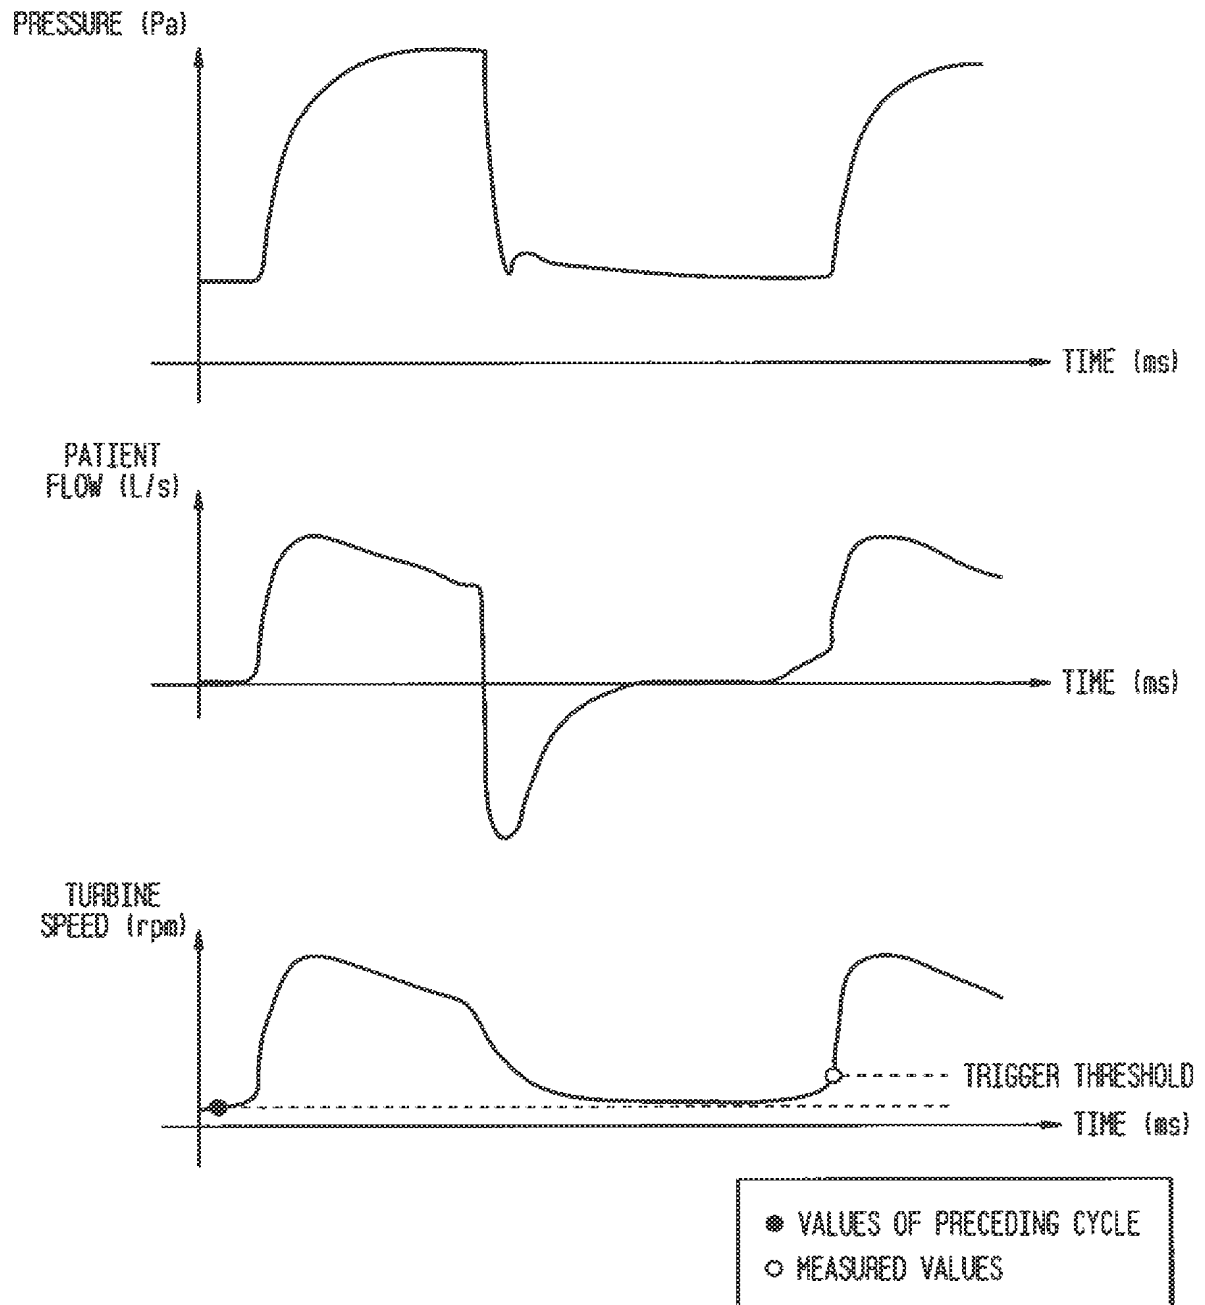 PRESSURE (Pa)
TIME (ms)
PATIENT
FLOW (L/s)
TIME (ms)
TURBINE
SPEED (rpm)
TRIGGER THRESHOLD
TIME (ms)
VALUES OF PRECEDING CYCLE
MEASURED VALUES